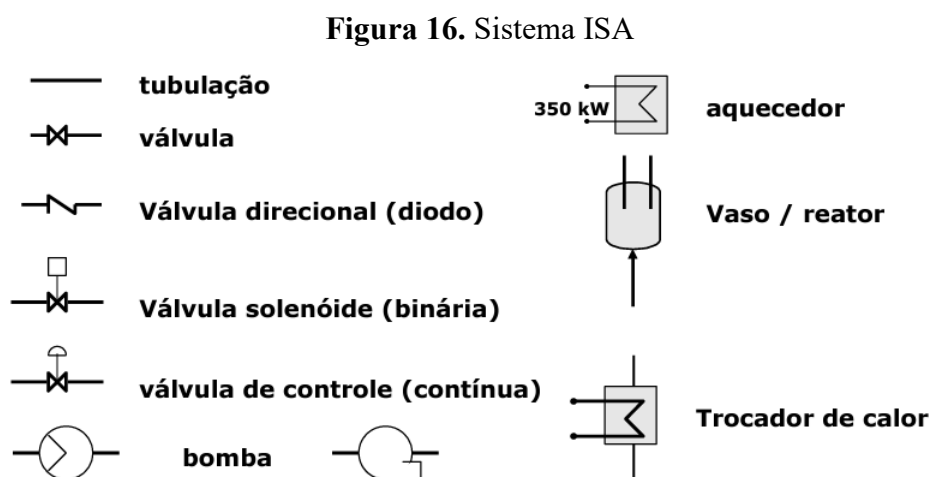 Figura 16. Sistema ISA
tubulação
válvula
Válvula direcional (diodo)
Válvula solenóide (binária)
válvula de controle (contínua)
bomba
350 kW
aquecedor
Vaso / reator
Trocador de calor